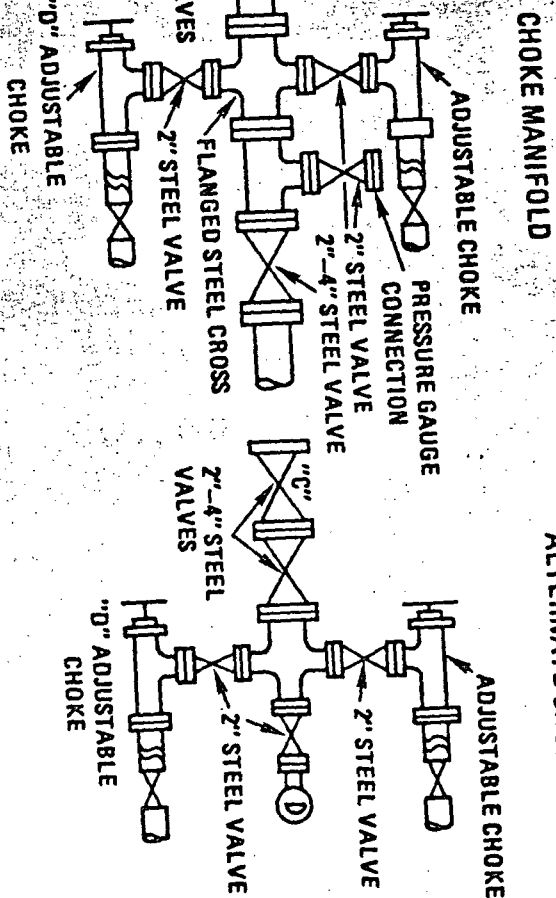 CHOKE MANIFOLD
ADJUSTABLE CHOKE
PRESSURE GAUGE
CONNECTION
2" STEEL VALVE
2"–4" STEEL VALVE
FLANGED STEEL CROSS
2" STEEL VALVE
"D" ADJUSTABLE
CHOKE
ADJUSTABLE CHOKE
"C"
2"–4" STEEL
VALVES
2" STEEL VALVE
D
2" STEEL VALVE
"D" ADJUSTABLE
CHOKE